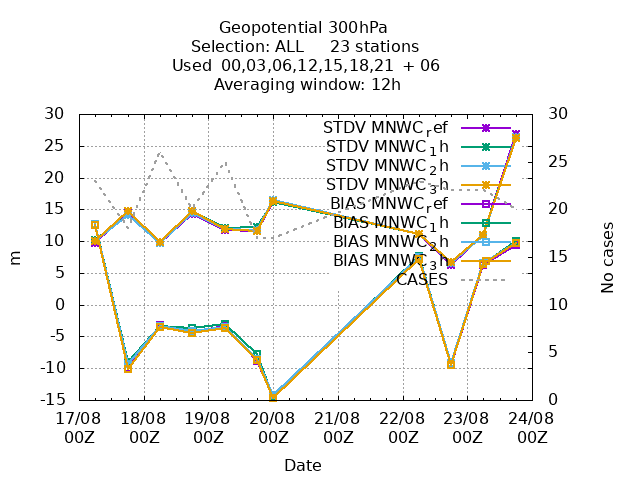 Geopotential 300hPa
Selection: ALL 23 stations
Used 00,03,06,12,15,18,21 + 06
Averaging window: 12h
30
25
20
15
10
5
0
-5
-10
-15
m
30
25
20
15
10
5
0
No cases
STDV MNWC_ref
STDV MNWC_1h
STDV MNWC_2h
STDV MNWC_3h
BIAS MNWC_ref
BIAS MNWC_1h
BIAS MNWC_2h
BIAS MNWC_3h
CASES
17/08 18/08 19/08 20/08 21/08 22/08 23/08 24/08
00Z 00Z 00Z 00Z 00Z 00Z 00Z 00Z
Date